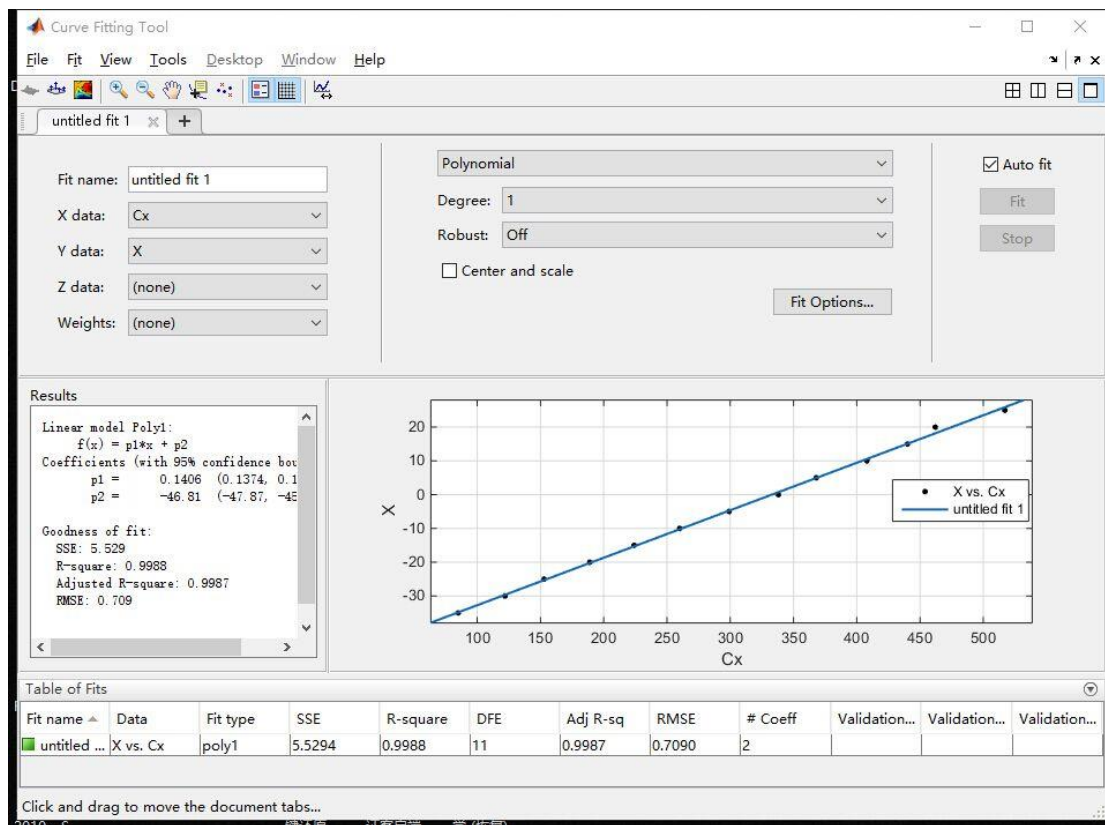 Curve Fitting Tool
File Fit View Tools Desktop Window Help
untitled fit 1
Fit name: untitled fit 1
X data: Cx
Y data: X
Z data: (none)
Weights: (none)
Polynomial
Degree: 1
Robust: Off
Center and scale
Fit Options...
Auto fit
Fit
Stop
Results
Linear model Poly1:
f(x) = p1*x + p2
Coefficients (with 95% confidence bou
p1 = 0.1406 (0.1374, 0.1
p2 = -46.81 (-47.87, -45
Goodness of fit:
SSE: 5.529
R-square: 0.9988
Adjusted R-square: 0.9987
RMSE: 0.709
20
10
0
-10
-20
-30
X
X vs. Cx
untitled fit 1
100 150 200 250 300 350 400 450 500
Cx
Table of Fits
Fit name Data Fit type SSE R-square DFE Adj R-sq RMSE # Coeff Validation... Validation... Validation...
untitled ... X vs. Cx poly1 5.5294 0.9988 11 0.9987 0.7090 2
Click and drag to move the document tabs...